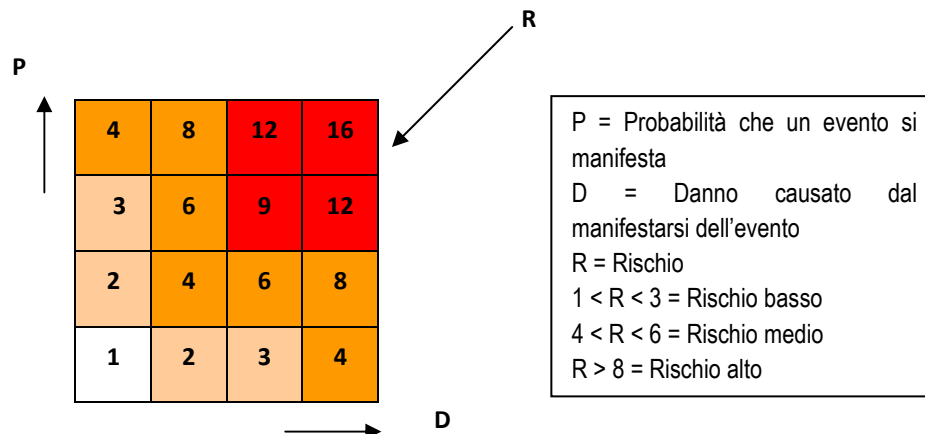 R
P
4 8 12 16
3 6 9 12
2 4 6 8
1 2 3 4
D
P = Probabilità che un evento si
manifesta
D = Danno causato dal
manifestarsi dell'evento
R = Rischio
1 < R < 3 = Rischio basso
4 < R < 6 = Rischio medio
R > 8 = Rischio alto